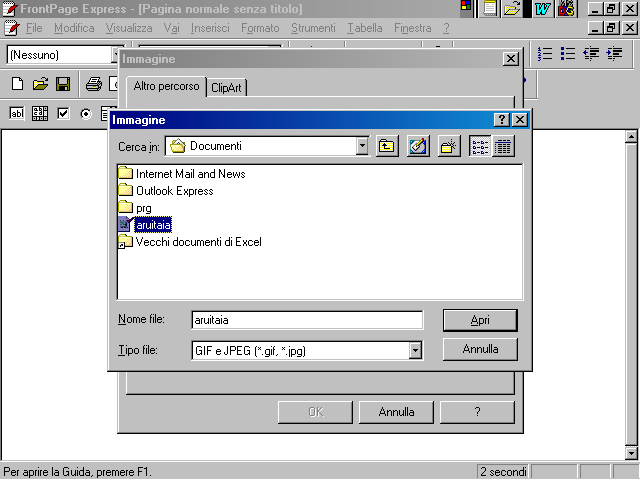 FrontPage Express - [Pagina normale senza titolo]
File Modifica Visualizza Vai Inserisci Formato Strumenti Tabella Finestra ?
(Nessuno)
Immagine
Altro percorso ClipArt
Immagine
Cerca in: Documenti
Internet Mail and News
Outlook Express
prg
aruitaia
Vecchi documenti di Excel
Nome file: aruitaia Apri
Tipo file: GIF e JPEG (*.gif, *.jpg) Annulla
OK Annulla ?
Per aprire la Guida, premere F1. 2 secondi